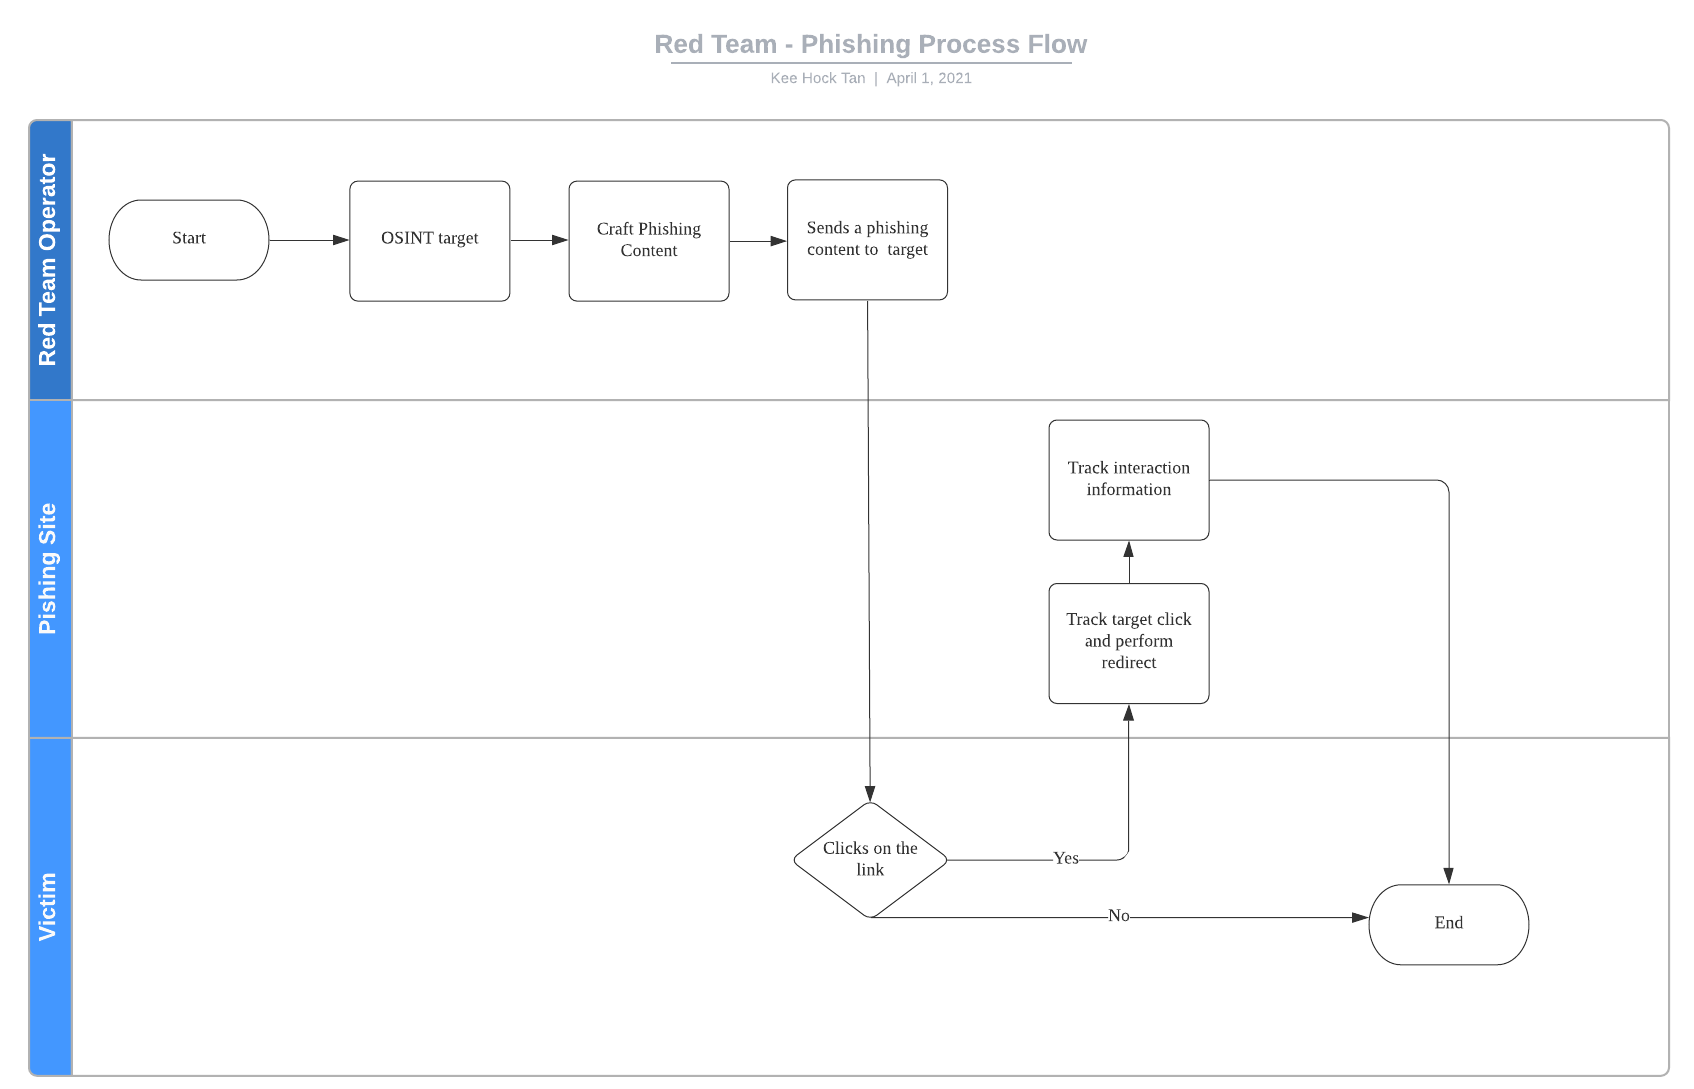 Red Team - Phishing Process Flow
Kee Hock Tan | April 1, 2021
Red Team Operator
Start
OSINT target
Craft Phishing
Content
Sends a phishing
content to  target
Pishing Site
Track interaction
information
Track target click
and perform
redirect
Victim
Clicks on the
link
Yes
No
End